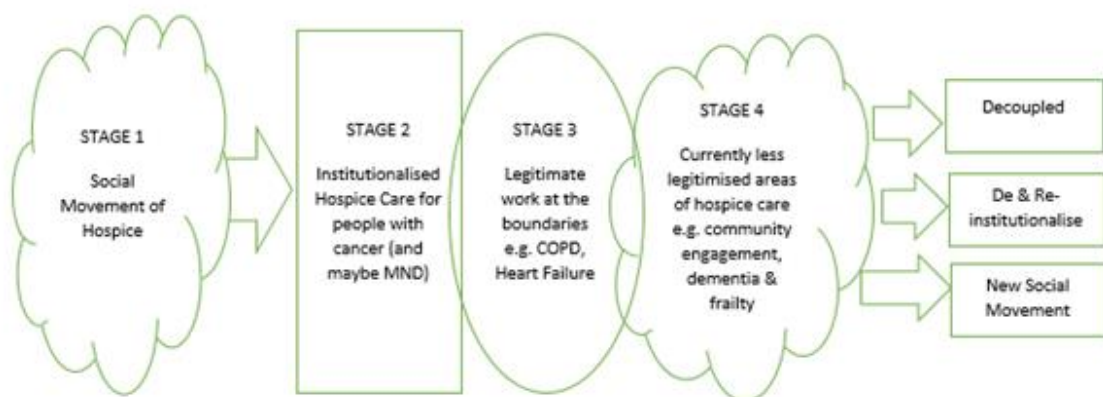 STAGE 1
Social
Movement of
Hospice
STAGE 2
Institutionalised
Hospice Care for
people with
cancer (and
maybe MND)
STAGE 3
Legitimate
work at the
boundaries
e.g. COPD,
Heart Failure
STAGE 4
Currently less
legitimised areas
of hospice care
e.g. community
engagement,
dementia &
frailty
Decoupled
De & Re-
institutionalise
New Social
Movement